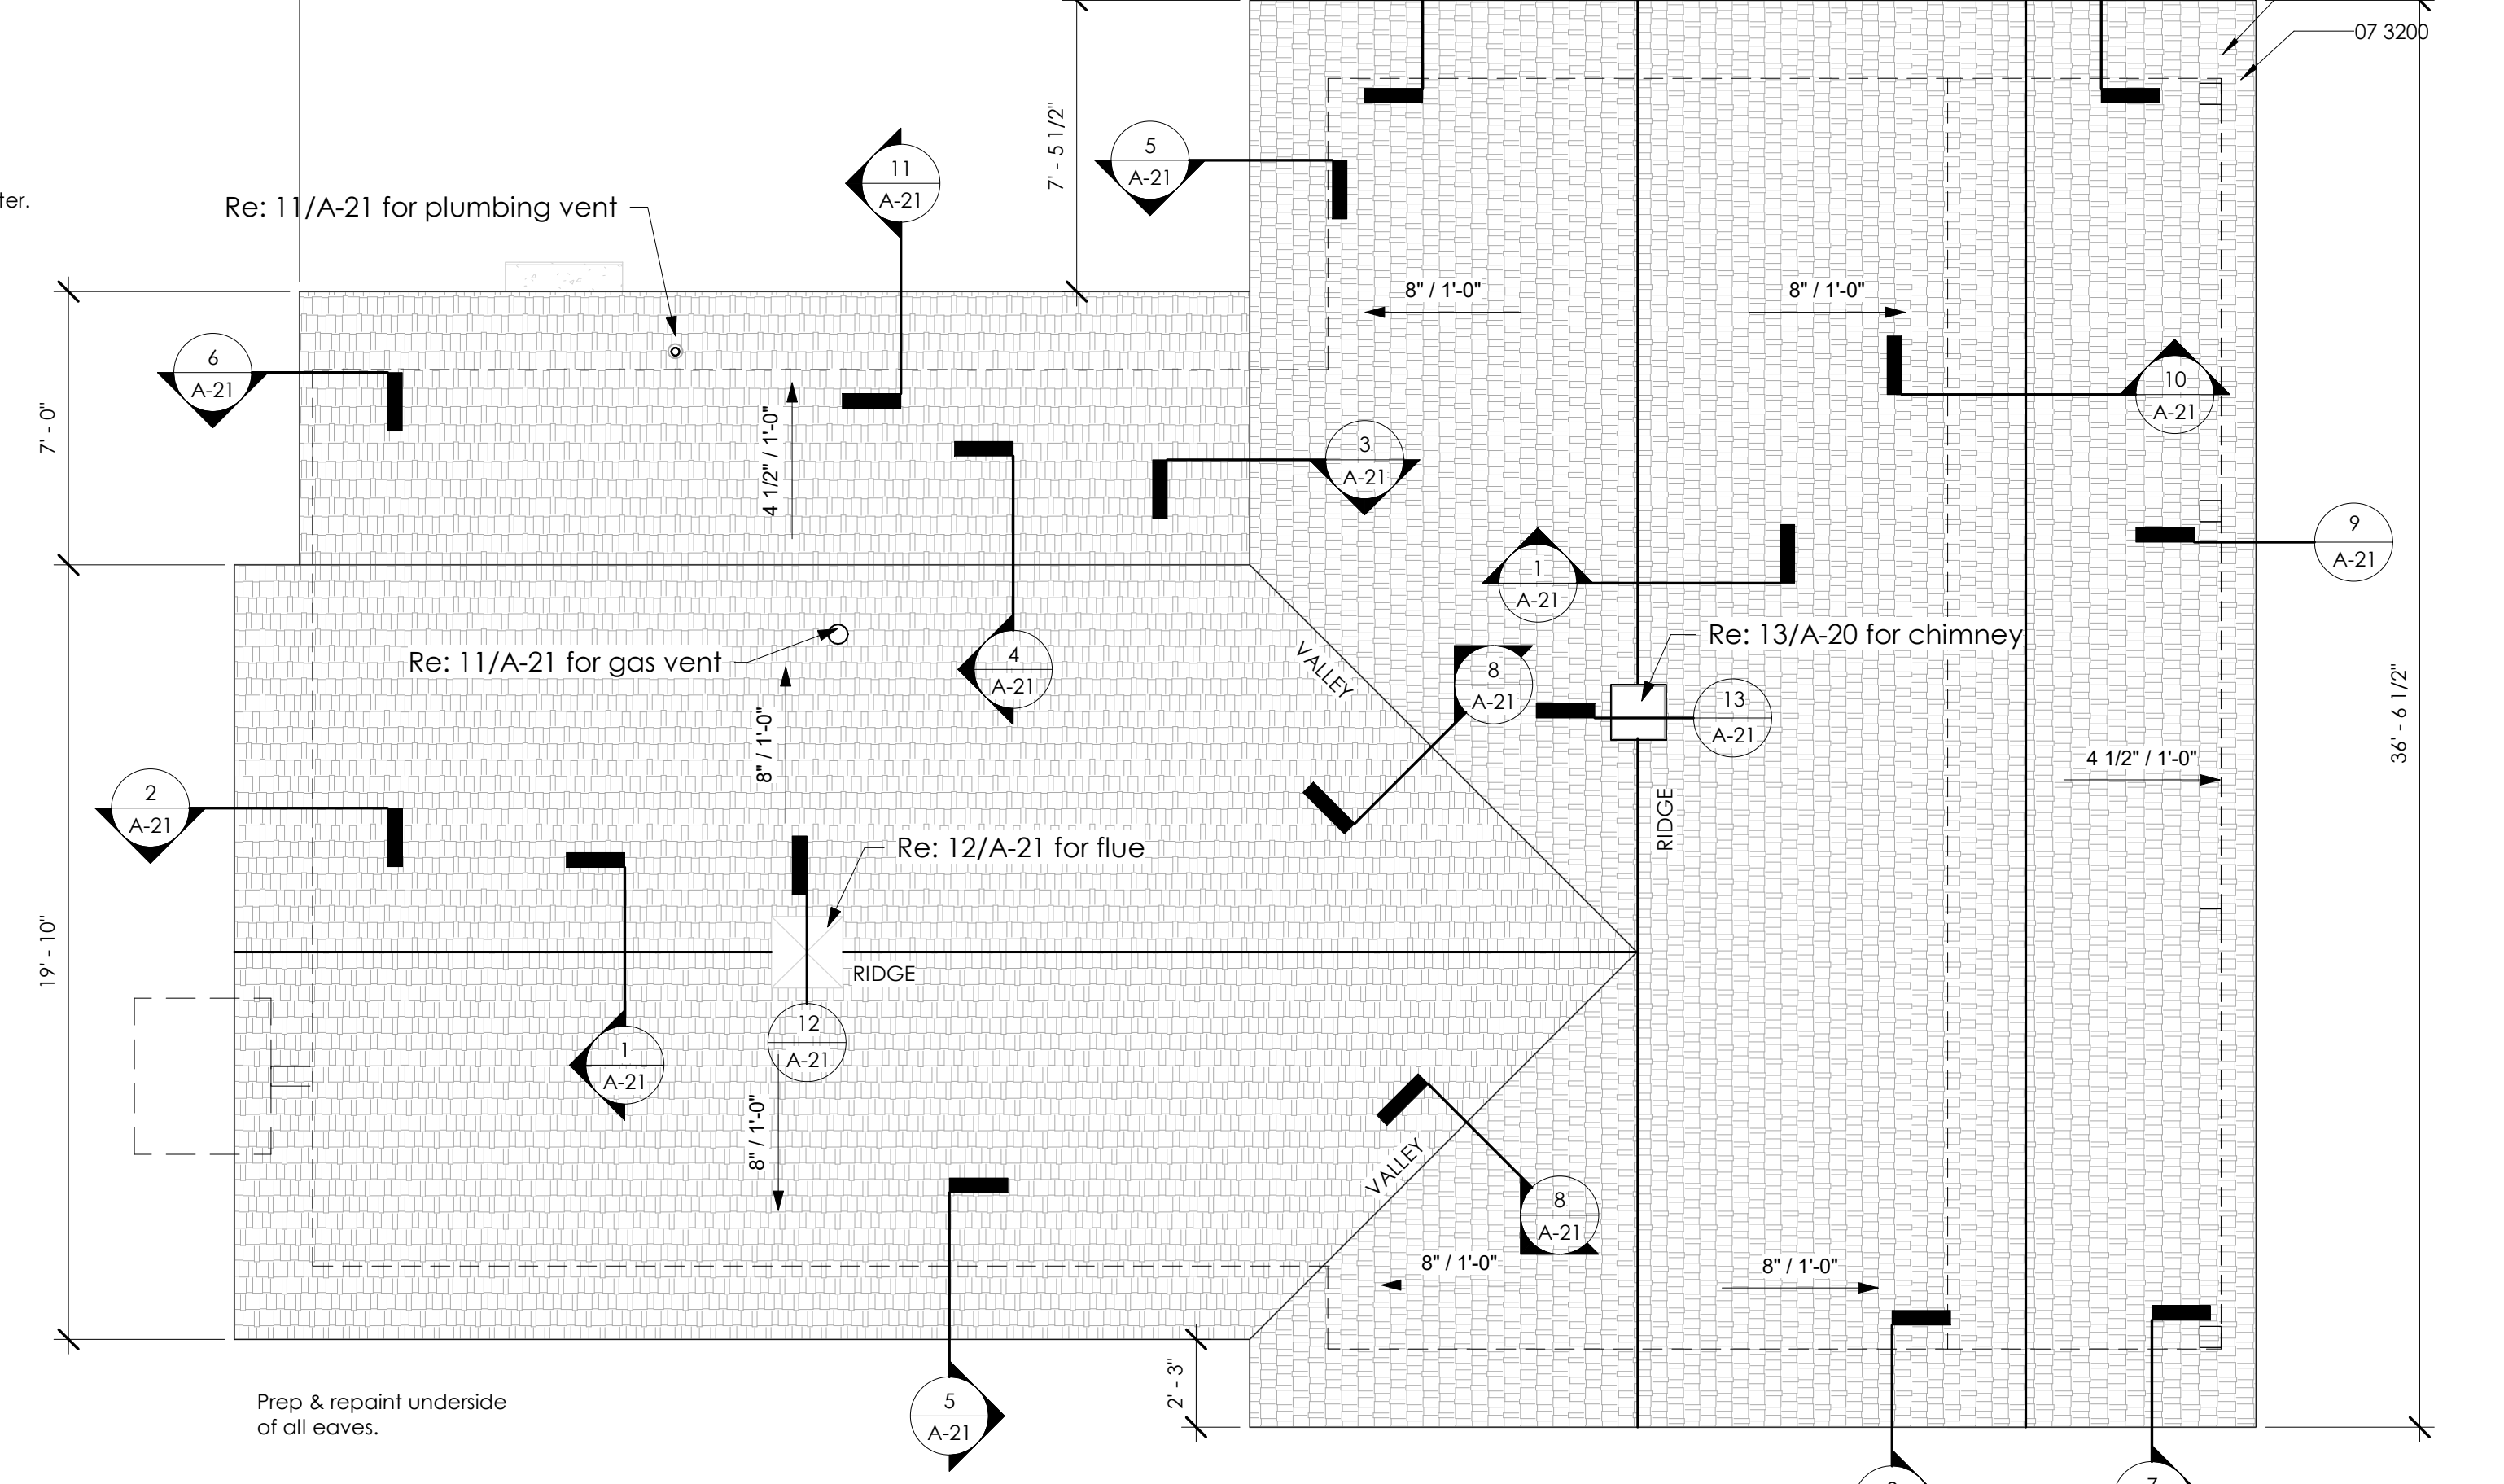 07 3200
7' - 5 1/2"
5
A-21
11
A-21
ter.
Re: 11/A-21 for plumbing vent
8" / 1'-0"
8" / 1'-0"
6
A-21
10
A-21
7' - 0"
4 1/2" / 1'-0"
3
A-21
9
A-21
1
A-21
Re: 13/A-20 for chimney
Re: 11/A-21 for gas vent
4
A-21
VALLEY
8
A-21
13
A-21
36' - 6 1/2"
8" / 1'-0"
4 1/2" / 1'-0"
2
A-21
RIDGE
Re: 12/A-21 for flue
19' - 10"
RIDGE
12
A-21
1
A-21
8" / 1'-0"
VALLEY
8
A-21
8" / 1'-0"
8" / 1'-0"
2' - 3"
Prep & repaint underside
of all eaves.
5
A-21
7